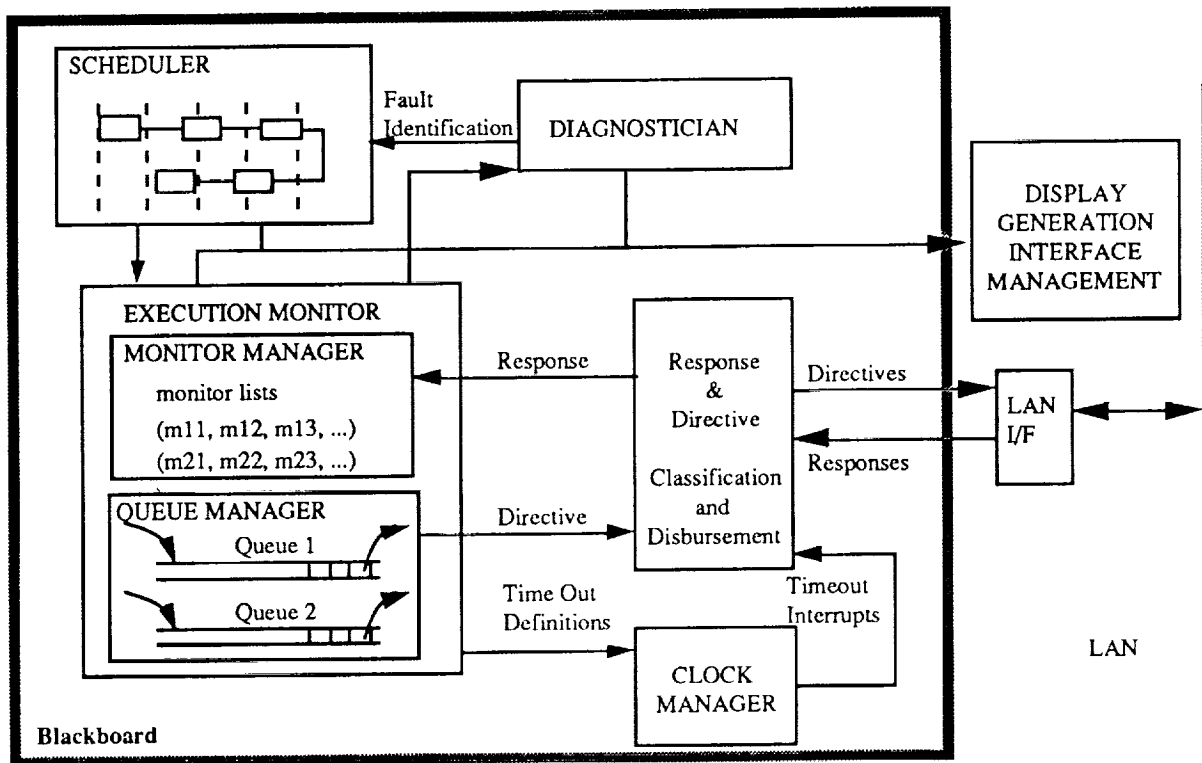 SCHEDULER
Fault
Identification
DIAGNOSTICIAN
DISPLAY
GENERATION
INTERFACE
MANAGEMENT
EXECUTION MONITOR
MONITOR MANAGER
monitor lists
(m11, m12, m13, ...)
(m21, m22, m23, ...)
Response
Response
&
Directive
Classification
and
Disbursement
Directives
Responses
LAN
I/F
QUEUE MANAGER
Queue 1
Queue 2
Directive
Time Out
Definitions
Timeout
Interrupts
CLOCK
MANAGER
LAN
Blackboard